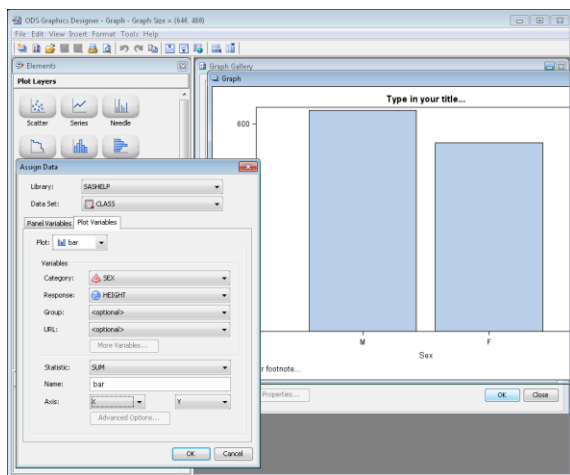 ODS Graphics Designer - Graph - Graph Size = (640, 480)
File Edit View Insert Format Tools Help
Elements
Plot Layers
Scatter Series Needle
Graph Gallery
Graph
Type in your title...
600
M F
Sex
r footnote...
Properties...
OK Close
Assign Data
Library: SASHELP
Data Set: CLASS
Panel Variables Plot Variables
Plot: bar
Variables
Category: SEX
Response: HEIGHT
Group: <optional>
URL: <optional>
More Variables...
Statistic: SUM
Name: bar
Axis: X Y
Advanced Options...
OK Cancel